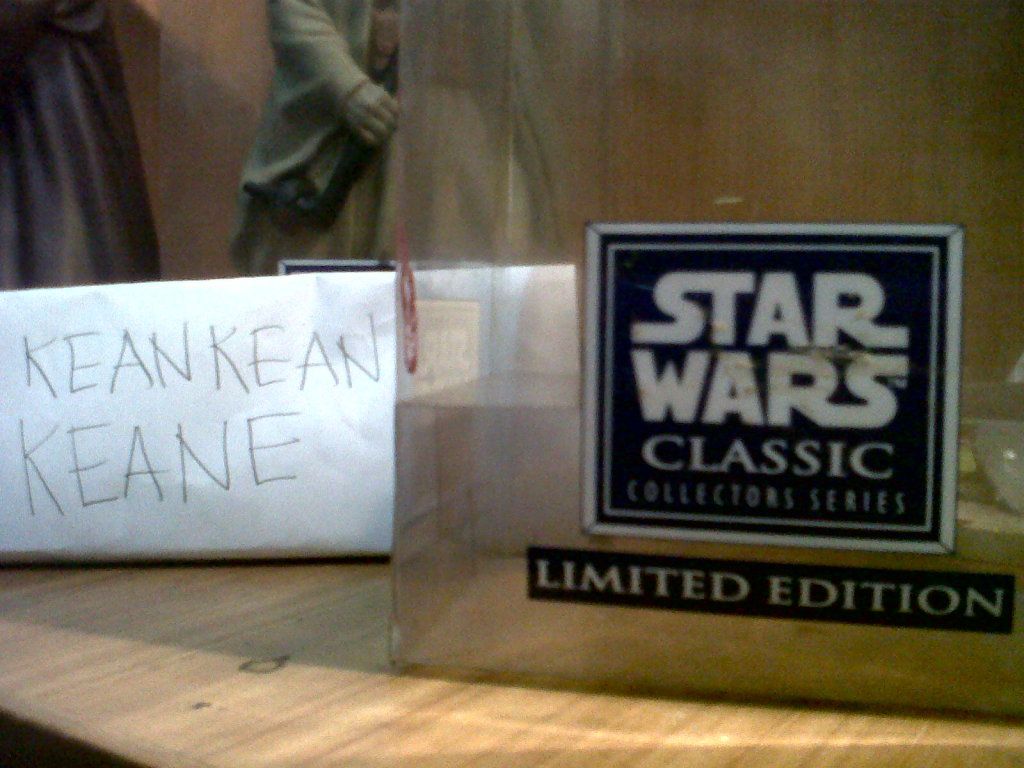 KEAN KEAN
KEANE
STAR
WARS
CLASSIC
COLLECTORS SERIES
LIMITED EDITION